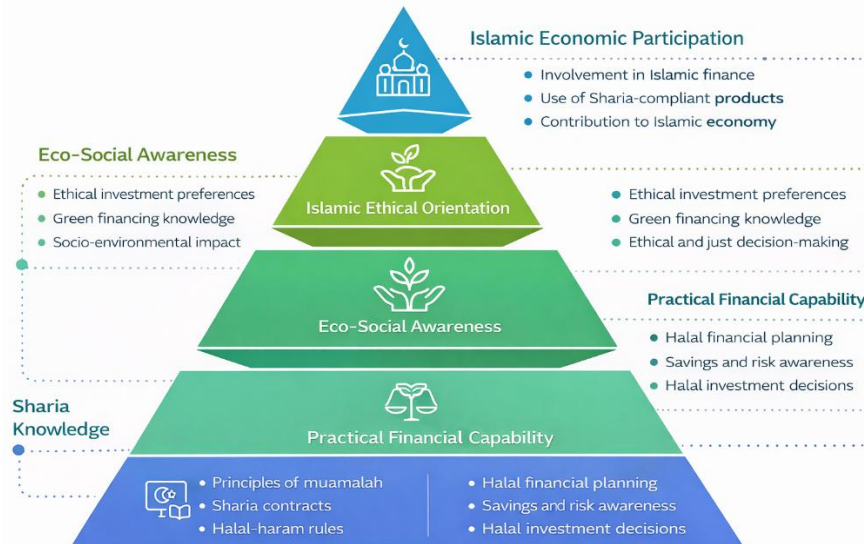 Islamic Economic Participation
Involvement in Islamic finance
Use of Sharia-compliant products
Contribution to Islamic economy
Eco-Social Awareness
Ethical investment preferences
Green financing knowledge
Socio-environmental impact
Islamic Ethical Orientation
Ethical investment preferences
Green financing knowledge
Ethical and just decision-making
Eco-Social Awareness
Practical Financial Capability
Halal financial planning
Savings and risk awareness
Halal investment decisions
Sharia
Knowledge
Practical Financial Capability
Principles of muamalah
Sharia contracts
Halal-haram rules
Halal financial planning
Savings and risk awareness
Halal investment decisions